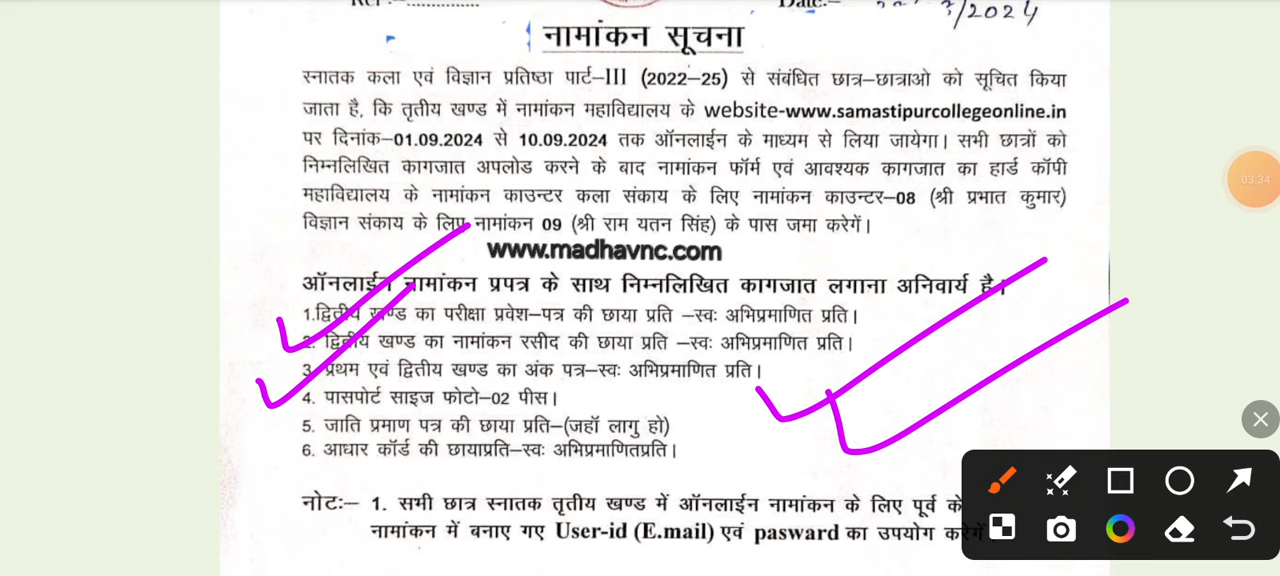 /2024
नामांकन सूचना
स्नातक कला एवं विज्ञान प्रतिष्ठा पार्ट–III (2022–25) से संबंधित छात्र–छात्राओ को सूचित किया
जाता है, कि तृतीय खण्ड में नामांकन महाविद्यालय के website-www.samastipurcollegeonline.in
पर दिनांक–01.09.2024 से 10.09.2024 तक ऑनलाईन के माध्यम से लिया जायेगा। सभी छात्रों को
निम्नलिखित कागजात अपलोड करने के बाद नामांकन फॉर्म एवं आवश्यक कागजात का हार्ड कॉपी
महाविद्यालय के नामांकन काउन्टर कला संकाय के लिए नामांकन काउन्टर–08 (श्री प्रभात कुमार)
विज्ञान संकाय के लिए नामांकन 09 (श्री राम यतन सिंह) के पास जमा करेगें।
www.madhavnc.com
ऑनलाईन नामांकन प्रपत्र के साथ निम्नलिखित कागजात लगाना अनिवार्य है।
1.द्वितीय खण्ड का परीक्षा प्रवेश–पत्र की छाया प्रति –स्वः अभिप्रमाणित प्रति।
2. द्वितीय खण्ड का नामांकन रसीद की छाया प्रति –स्वः अभिप्रमाणित प्रति।
3. प्रथम एवं द्वितीय खण्ड का अंक पत्र–स्वः अभिप्रमाणित प्रति।
4. पासपोर्ट साइज फोटो–02 पीस।
5. जाति प्रमाण पत्र की छाया प्रति–(जहॉ लागु हो)
6. आधार कॉर्ड की छायाप्रति–स्वः अभिप्रमाणितप्रति।
नोटः– 1. सभी छात्र स्नातक तृतीय खण्ड में ऑनलाईन नामांकन के लिए पूर्व के
नामांकन में बनाए गए User-id (E.mail) एवं pasward का उपयोग करेगें
03:34